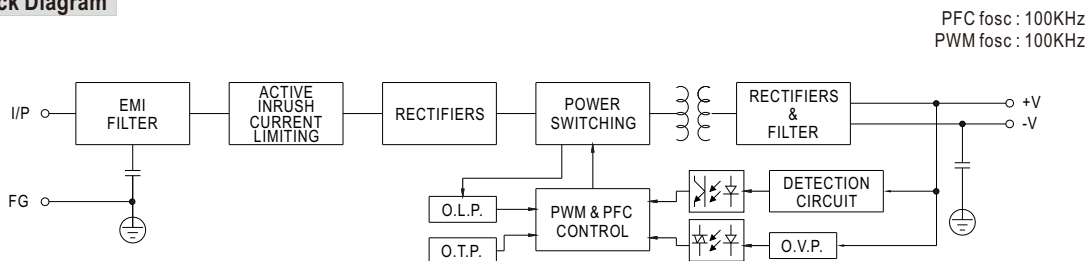 ck Diagram
PFC fosc : 100KHz
PWM fosc : 100KHz
I/P
EMI
FILTER
ACTIVE
INRUSH
CURRENT
LIMITING
RECTIFIERS
POWER
SWITCHING
RECTIFIERS
&
FILTER
+V
-V
FG
O.L.P.
O.T.P.
PWM & PFC
CONTROL
DETECTION
CIRCUIT
O.V.P.